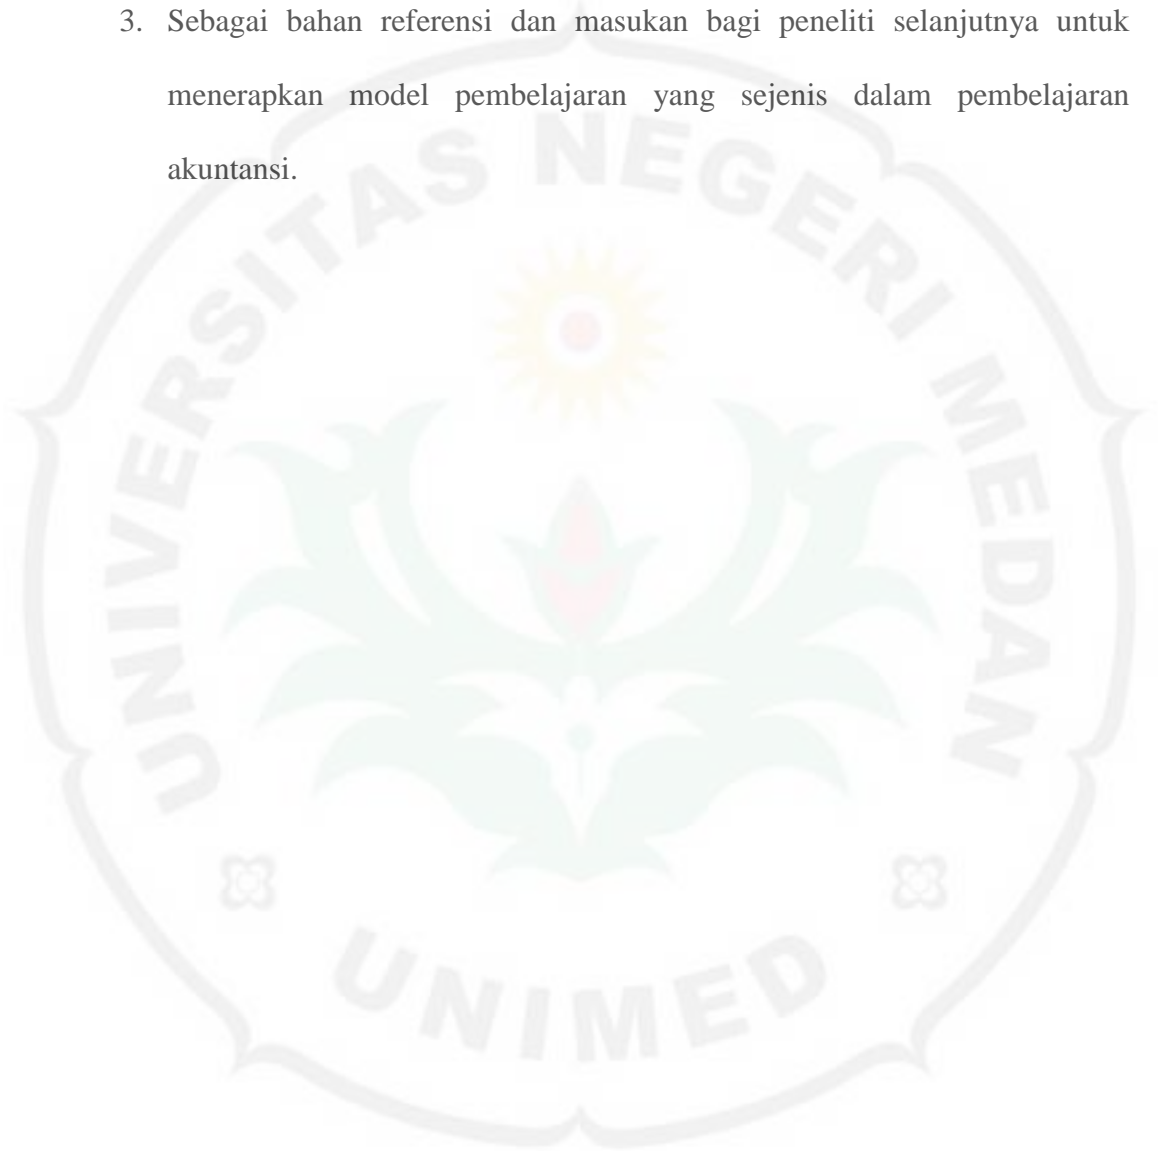 3. Sebagai bahan referensi dan masukan bagi peneliti selanjutnya untuk
menerapkan model pembelajaran yang sejenis dalam pembelajaran
akuntansi.
UNIVERSITAS NEGERI MEDAN
UNIMED